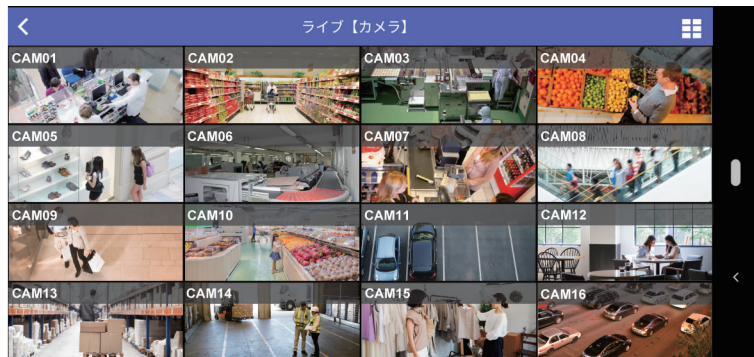 ライブ【カメラ】
CAM01 CAM02 CAM03 CAM04
CAM05 CAM06 CAM07 CAM08
CAM09 CAM10 CAM11 CAM12
CAM13 CAM14 CAM15 CAM16